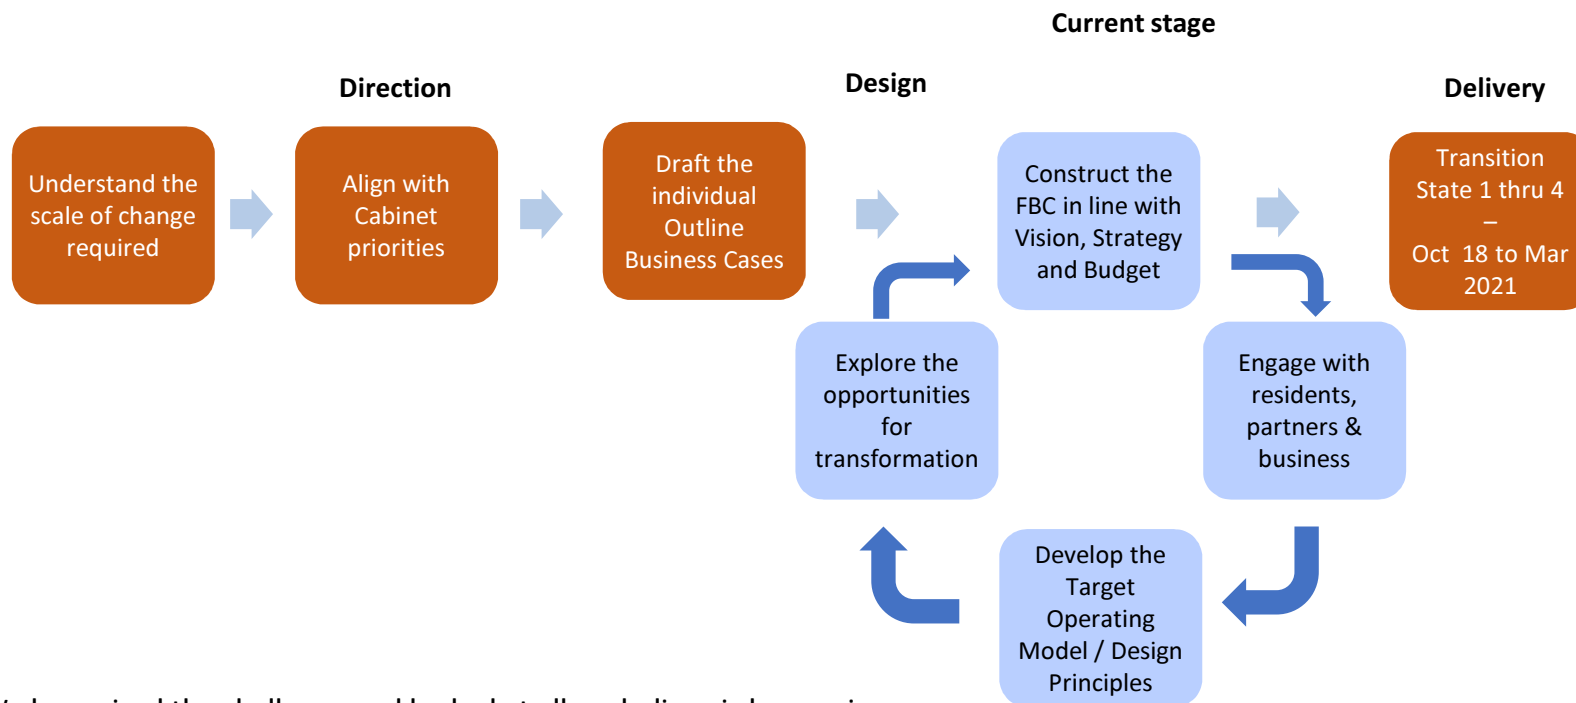 Current stage
Direction
Design
Delivery
Understand the
scale of change
required
Align with
Cabinet
priorities
Draft the
individual
Outline
Business Cases
Construct the
FBC in line with
Vision, Strategy
and Budget
Transition
State 1 thru 4
–
Oct 18 to Mar
2021
Explore the
opportunities
for
transformation
Engage with
residents,
partners &
business
Develop the
Target
Operating
Model / Design
Principles